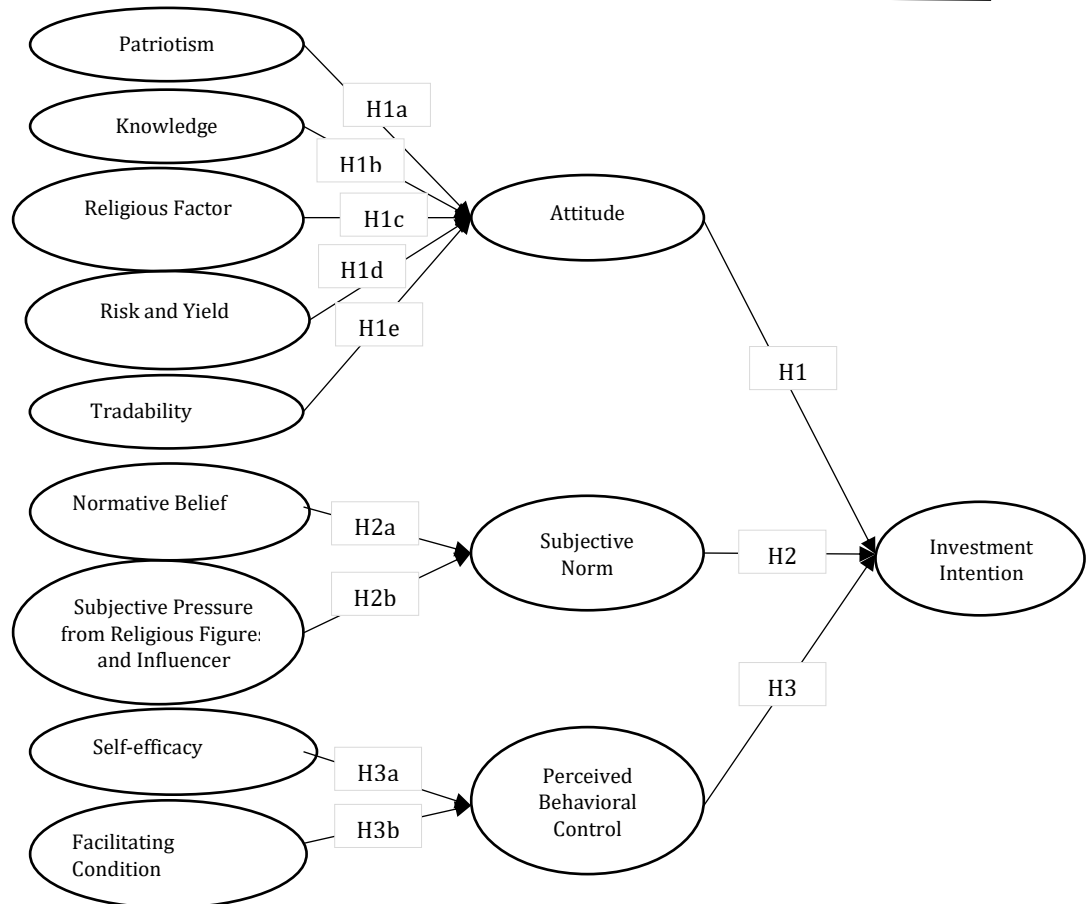 Patriotism
H1a
Knowledge
H1b
Religious Factor
H1c
Attitude
H1d
Risk and Yield
H1e
H1
Tradability
Normative Belief
H2a
Subjective
Norm
H2
Investment
Intention
H2b
Subjective Pressure
from Religious Figure
and Influencer
H3
Self-efficacy
H3a
Perceived
Behavioral
Control
H3b
Facilitating
Condition